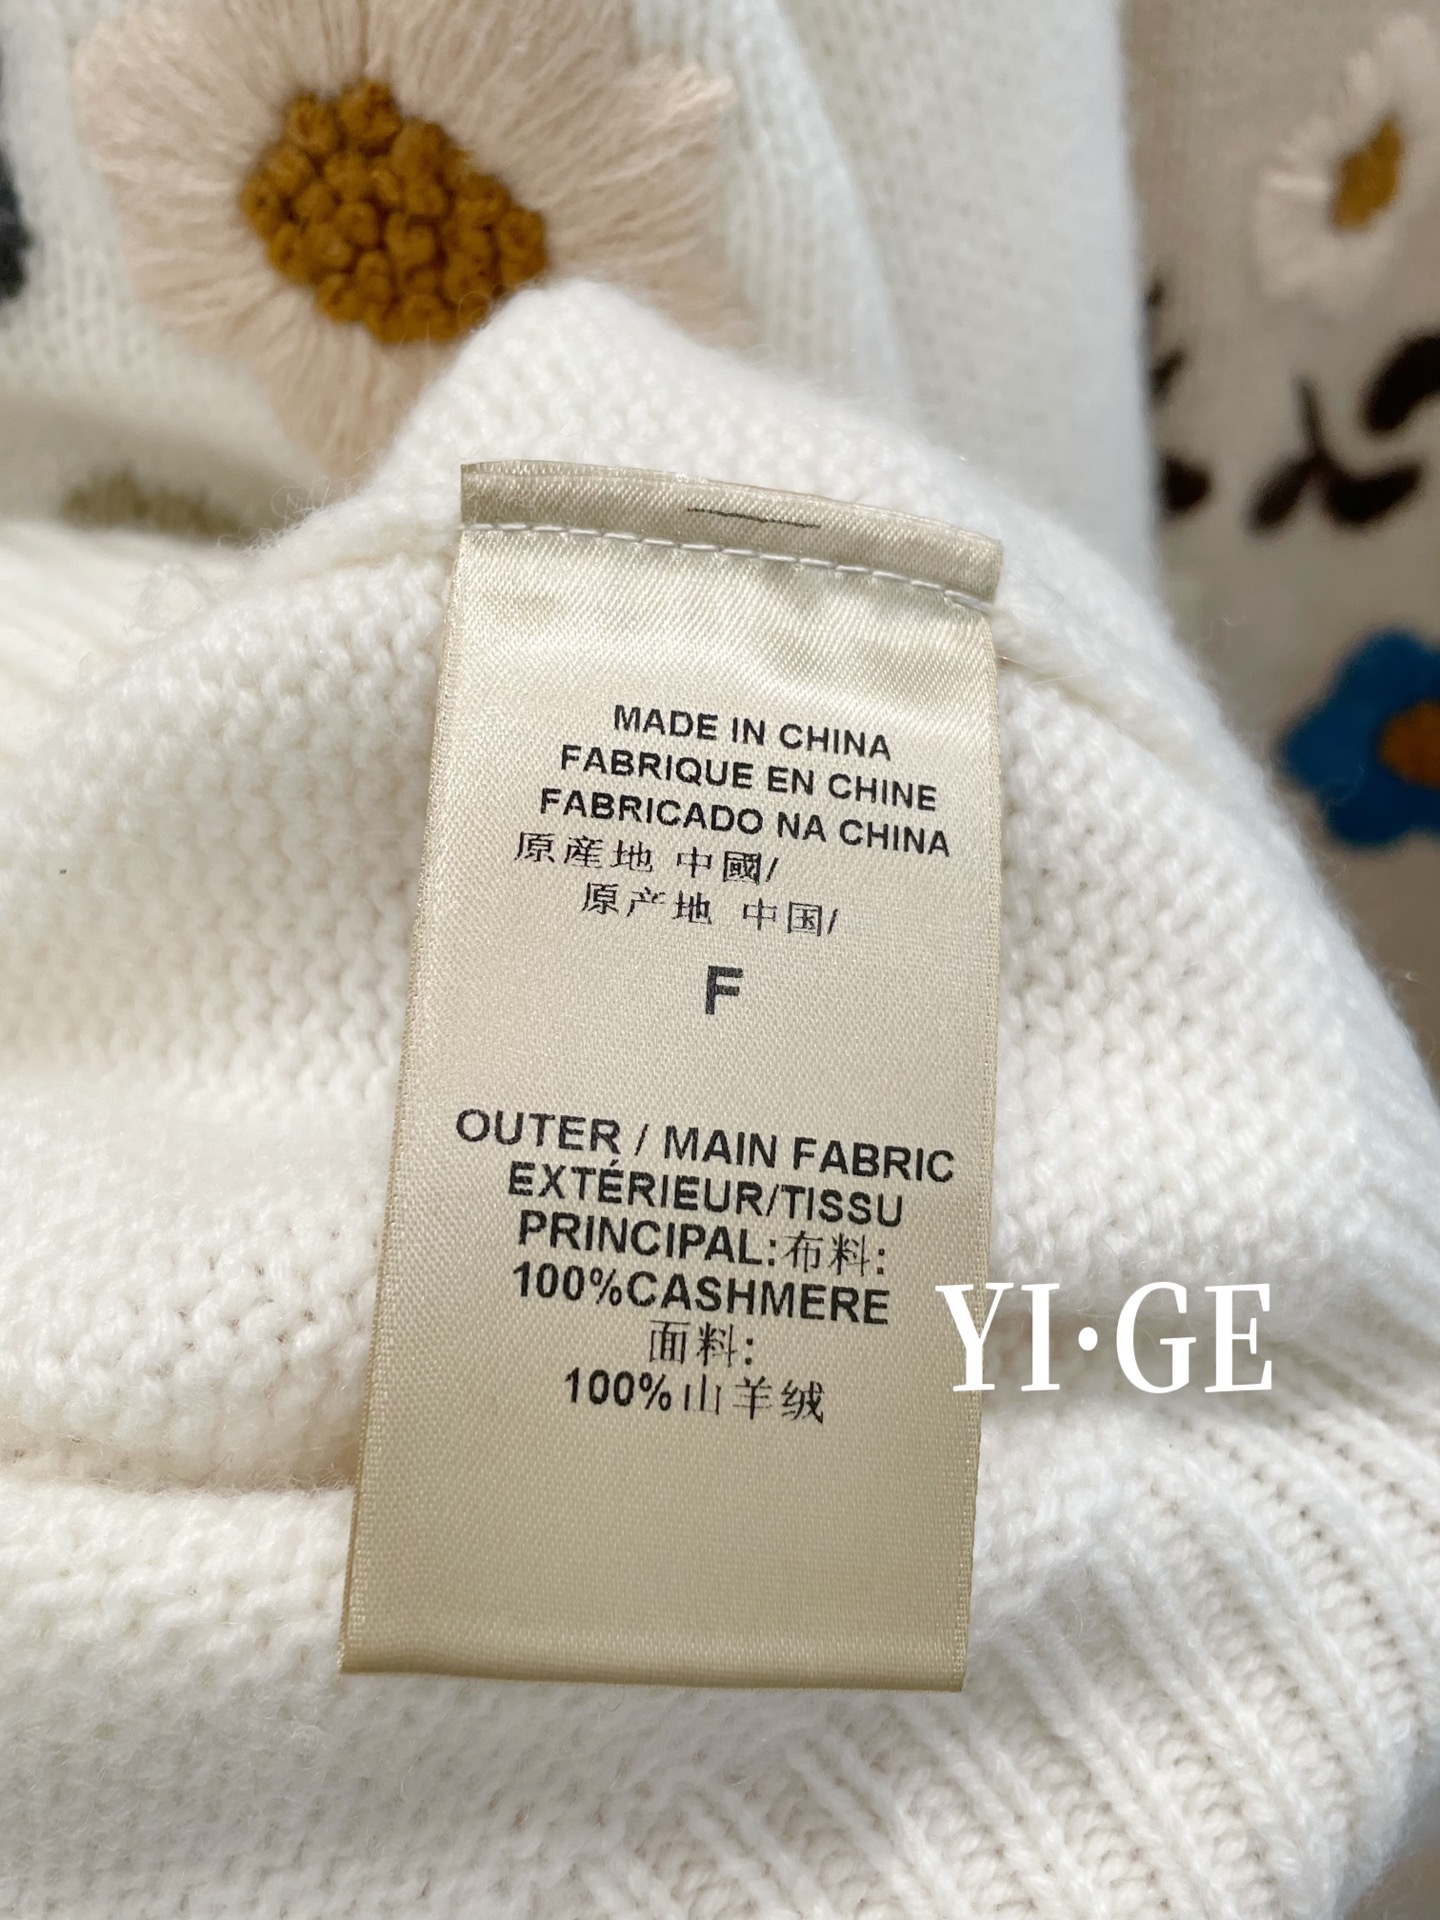 MADE IN CHINA
FABRIQUE EN CHINE
FABRICADO NA CHINA
原産地 中國/
原产地 中国/
F
OUTER / MAIN FABRIC
EXTÉRIEUR/TISSU
PRINCIPAL:布料:
100%CASHMERE
面料:
100%山羊绒
YI·GE